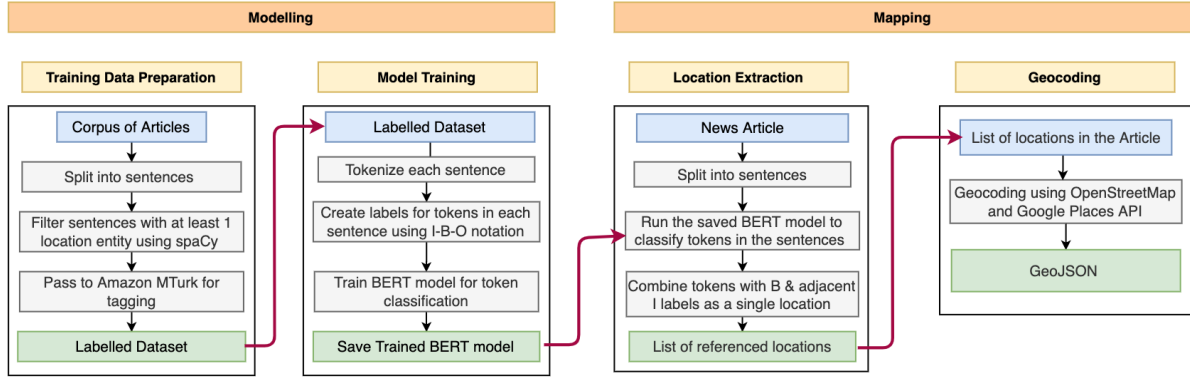 Modelling
Mapping
Training Data Preparation
Corpus of Articles
Split into sentences
Filter sentences with at least 1
location entity using spaCy
Pass to Amazon MTurk for
tagging
Labelled Dataset
Model Training
Labelled Dataset
Tokenize each sentence
Create labels for tokens in each
sentence using I-B-O notation
Train BERT model for token
classification
Save Trained BERT model
Location Extraction
News Article
Split into sentences
Run the saved BERT model to
classify tokens in the sentences
Combine tokens with B & adjacent
I labels as a single location
List of referenced locations
Geocoding
List of locations in the Article
Geocoding using OpenStreetMap
and Google Places API
GeoJSON